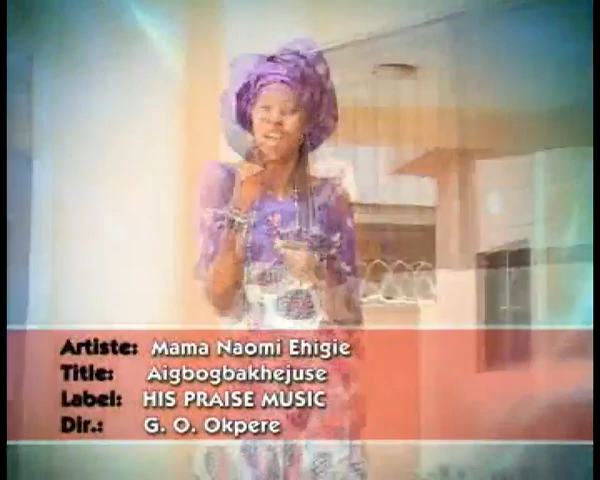 Artiste: Mama Naomi Ehigie
Title: Aigbogbakhejuse
Label: HIS PRAISE MUSIC
Dir.: G. O. Okpere